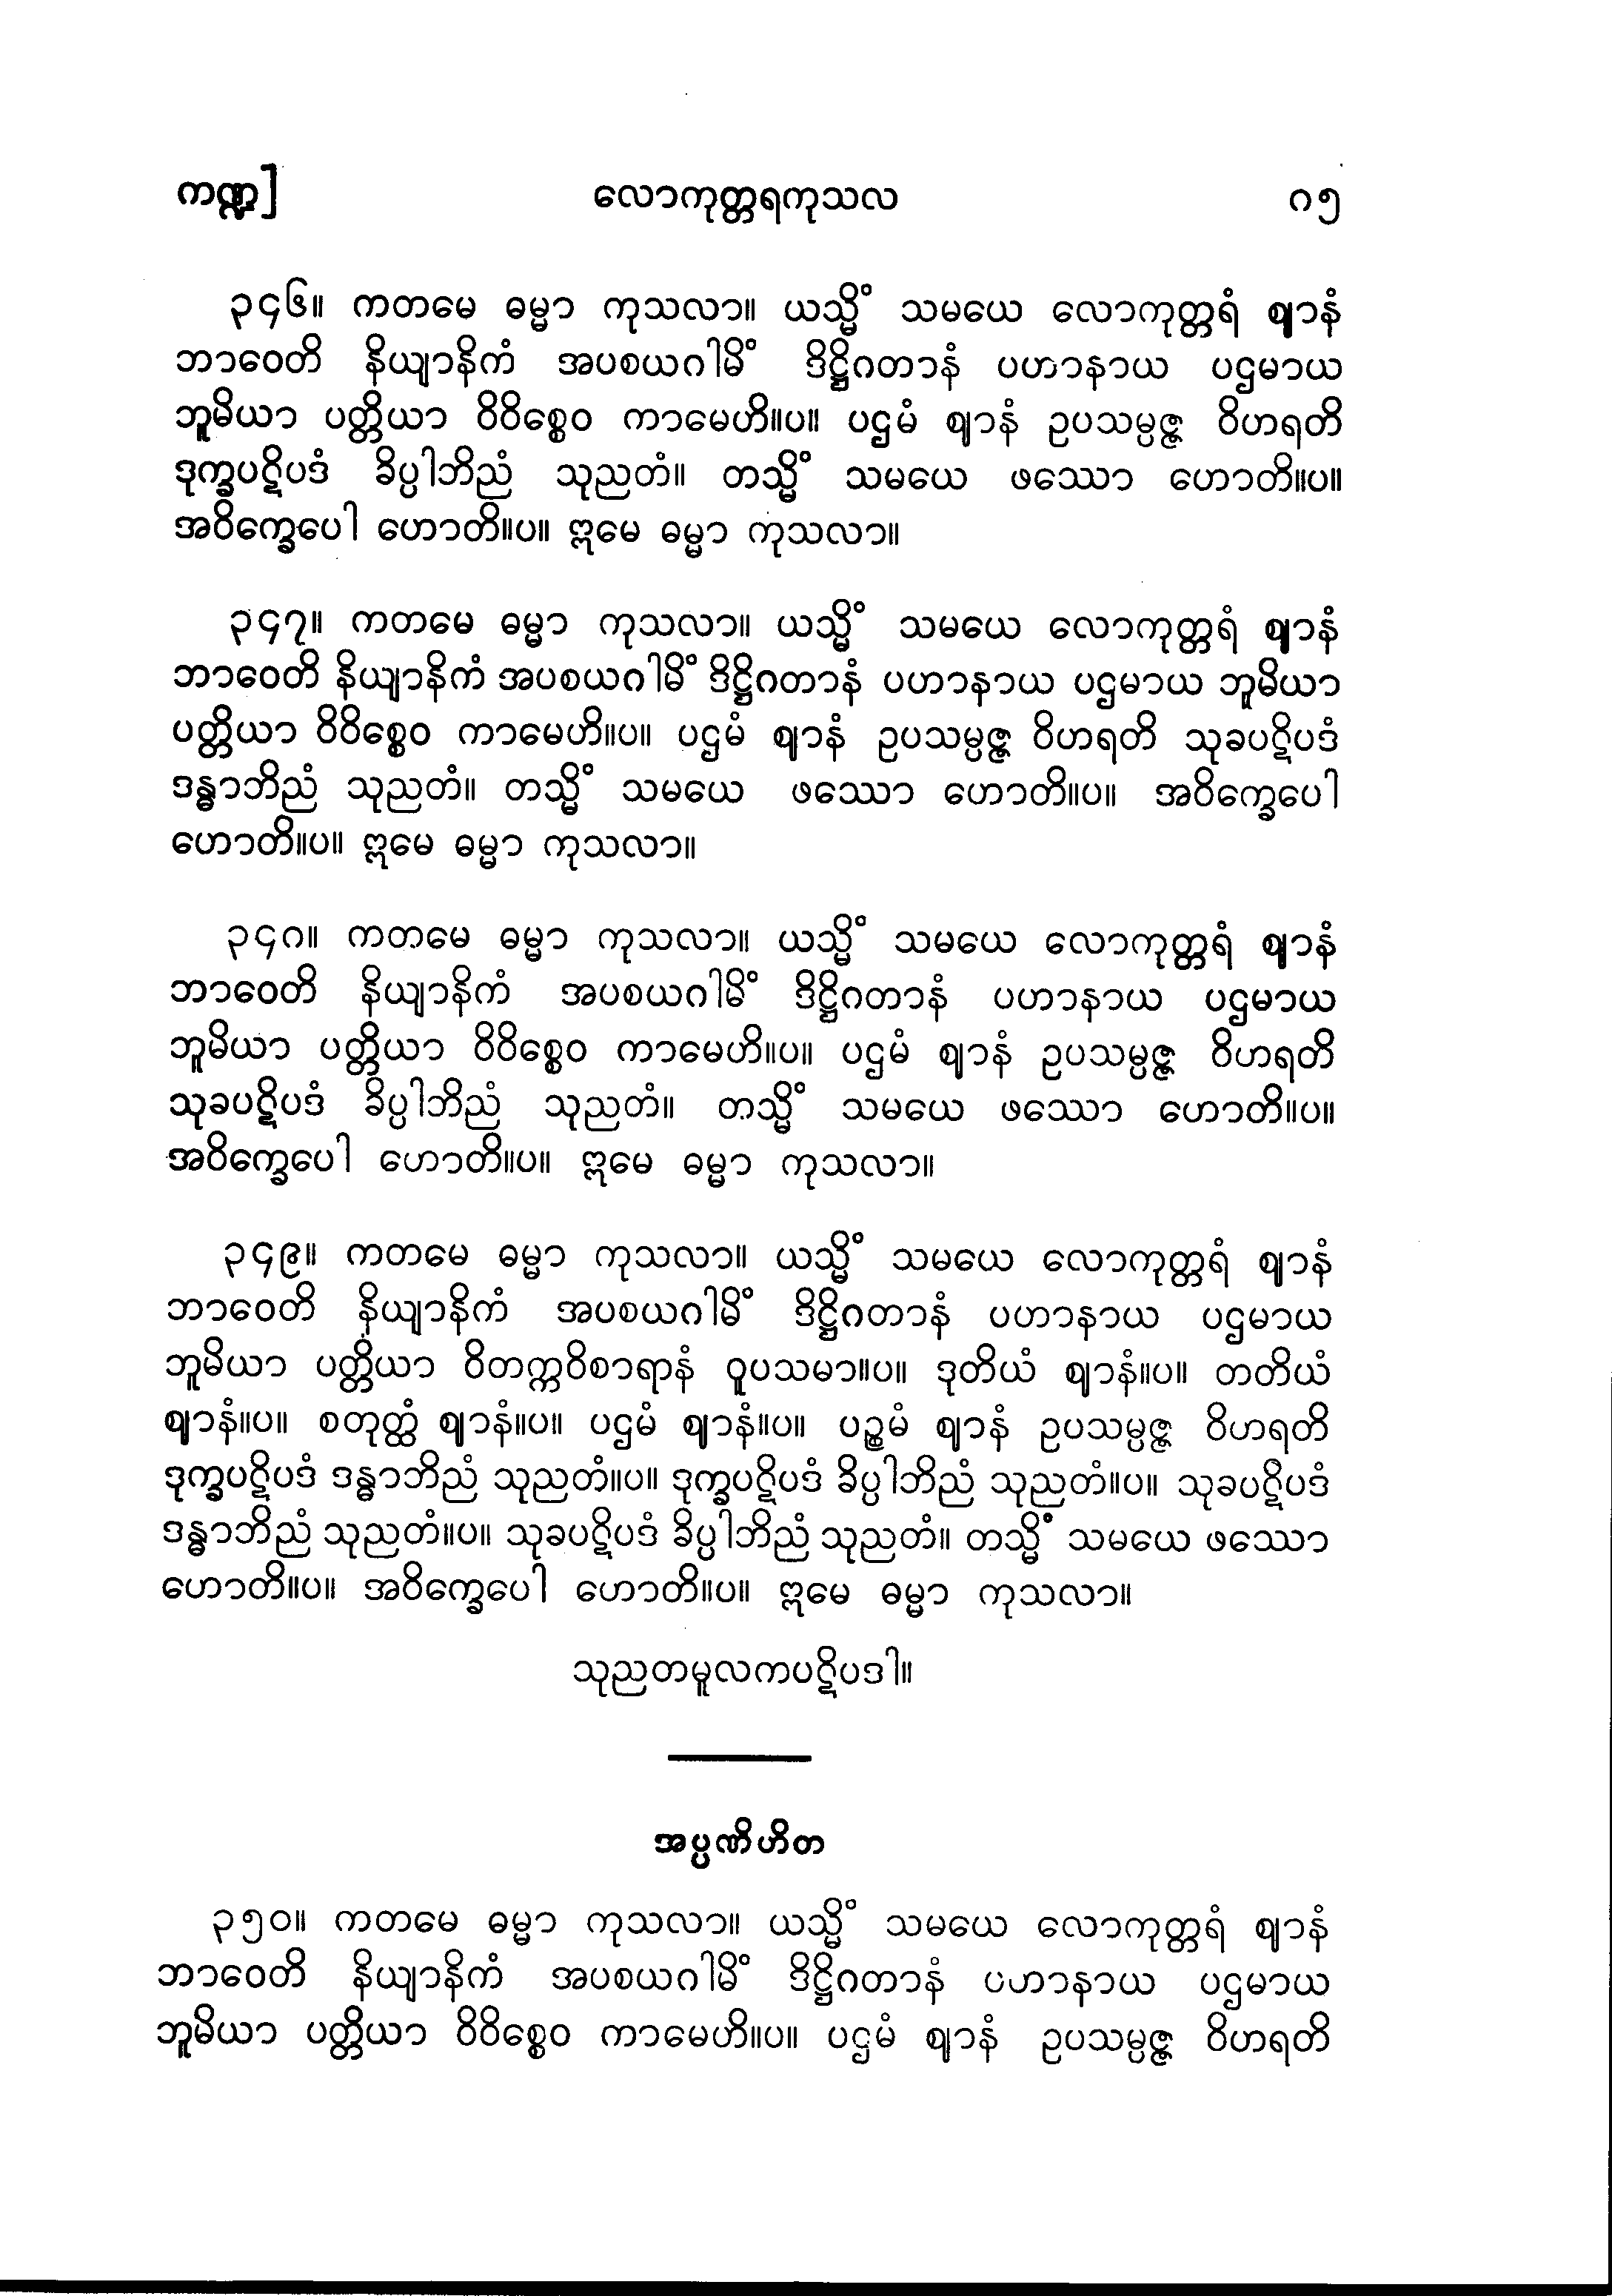 ကဏ္ဍ] လောကုတ္တရကုသလ ၈၅
၃၄၆။ ကတမေ ဓမ္မာ ကုသလာ။ ယသ္မိံ သမယေ လောကုတ္တရံ ဈာနံ
ဘာဝေတိ နိယျာနိကံ အပစယဂါမိံ ဒိဋ္ဌိဂတာနံ ပဟာနာယ ပဌမာယ
ဘူမိယာ ပတ္တိယာ ဝိဝိစ္စေဝ ကာမေဟိ။ပ။ ပဌမံ ဈာနံ ဥပသမ္ပဇ္ဇ ဝိဟရတိ
ဒုက္ခပဋိပဒံ ခိပ္ပါဘိညံ သုညတံ။ တသ္မိံ သမယေ ဖဿော ဟောတိ။ပ။
အဝိက္ခေပေါ ဟောတိ။ပ။ ဣမေ ဓမ္မာ ကုသလာ။
၃၄၇။ ကတမေ ဓမ္မာ ကုသလာ။ ယသ္မိံ သမယေ လောကုတ္တရံ ဈာနံ
ဘာဝေတိ နိယျာနိကံ အပစယဂါမိံ ဒိဋ္ဌိဂတာနံ ပဟာနာယ ပဌမာယ ဘူမိယာ
ပတ္တိယာ ဝိဝိစ္စေဝ ကာမေဟိ။ပ။ ပဌမံ ဈာနံ ဥပသမ္ပဇ္ဇ ဝိဟရတိ သုခပဋိပဒံ
ဒန္ဓာဘိညံ သုညတံ။ တသ္မိံ သမယေ ဖဿော ဟောတိ။ပ။ အဝိက္ခေပေါ
ဟောတိ။ပ။ ဣမေ ဓမ္မာ ကုသလာ။
၃၄၈။ ကတမေ ဓမ္မာ ကုသလာ။ ယသ္မိံ သမယေ လောကုတ္တရံ ဈာနံ
ဘာဝေတိ နိယျာနိကံ အပစယဂါမိံ ဒိဋ္ဌိဂတာနံ ပဟာနာယ ပဌမာယ
ဘူမိယာ ပတ္တိယာ ဝိဝိစ္စေဝ ကာမေဟိ။ပ။ ပဌမံ ဈာနံ ဥပသမ္ပဇ္ဇ ဝိဟရတိ
သုခပဋိပဒံ ခိပ္ပါဘိညံ သုညတံ။ တသ္မိံ သမယေ ဖဿော ဟောတိ။ပ။
အဝိက္ခေပေါ ဟောတိ။ပ။ ဣမေ ဓမ္မာ ကုသလာ။
၃၄၉။ ကတမေ ဓမ္မာ ကုသလာ။ ယသ္မိံ သမယေ လောကုတ္တရံ ဈာနံ
ဘာဝေတိ နိယျာနိကံ အပစယဂါမိံ ဒိဋ္ဌိဂတာနံ ပဟာနာယ ပဌမာယ
ဘူမိယာ ပတ္တိယာ ဝိတက္ကဝိစာရာနံ ဝူပသမာ။ပ။ ဒုတိယံ ဈာနံ။ပ။ တတိယံ
ဈာနံ။ပ။ စတုတ္ထံ ဈာနံ။ပ။ ပဌမံ ဈာနံ။ပ။ ပဉ္စမံ ဈာနံ ဥပသမ္ပဇ္ဇ ဝိဟရတိ
ဒုက္ခပဋိပဒံ ဒန္ဓာဘိညံ သုညတံ။ပ။ ဒုက္ခပဋိပဒံ ခိပ္ပါဘိညံ သုညတံ။ပ။ သုခပဋိပဒံ
ဒန္ဓာဘိညံ သုညတံ။ပ။ သုခပဋိပဒံ ခိပ္ပါဘိညံ သုညတံ။ တသ္မိံ သမယေ ဖဿော
ဟောတိ။ပ။ အဝိက္ခေပေါ ဟောတိ။ပ။ ဣမေ ဓမ္မာ ကုသလာ။
သုညတမူလကပဋိပဒါ။
အပ္ပဏိဟိတ
၃၅၀။ ကတမေ ဓမ္မာ ကုသလာ။ ယသ္မိံ သမယေ လောကုတ္တရံ ဈာနံ
ဘာဝေတိ နိယျာနိကံ အပစယဂါမိံ ဒိဋ္ဌိဂတာနံ ပဟာနာယ ပဌမာယ
ဘူမိယာ ပတ္တိယာ ဝိဝိစ္စေဝ ကာမေဟိ။ပ။ ပဌမံ ဈာနံ ဥပသမ္ပဇ္ဇ ဝိဟရတိ